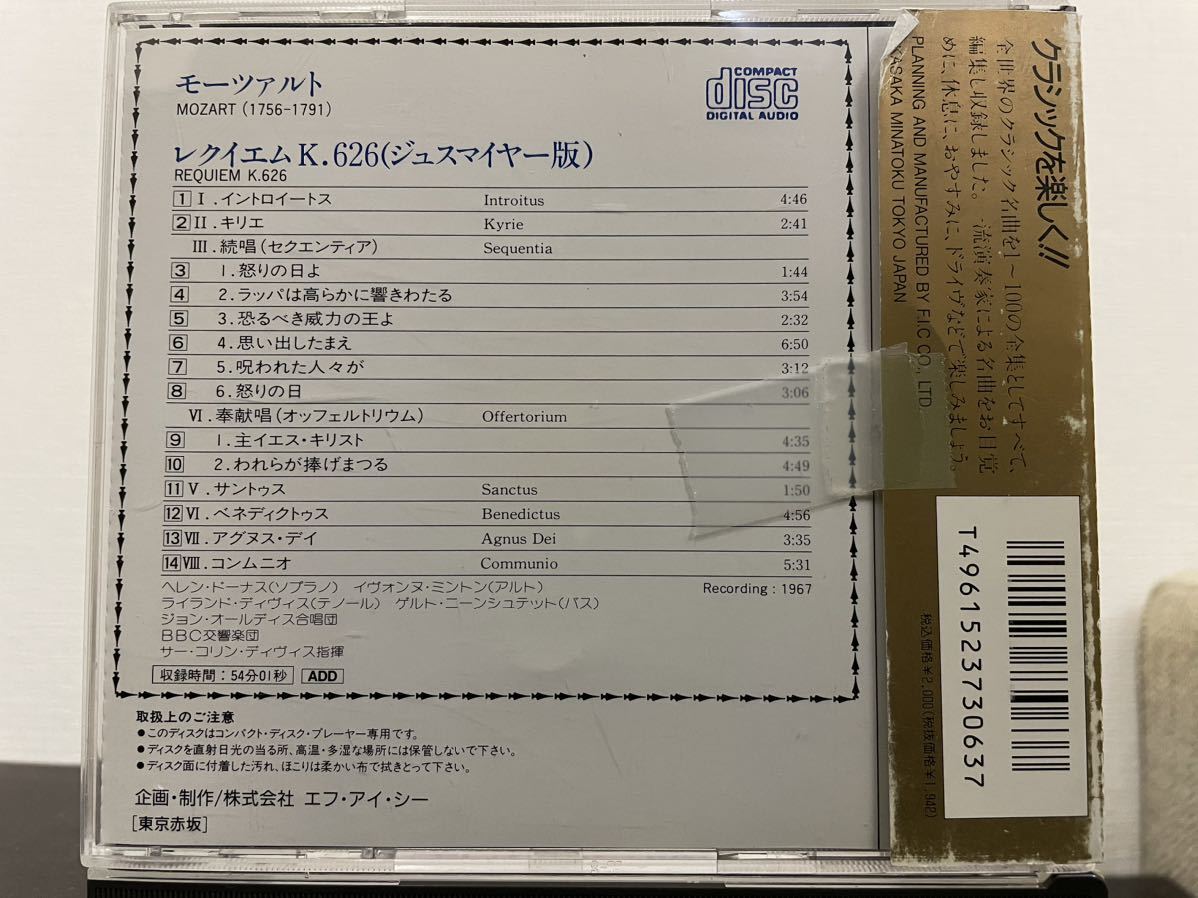 モーツァルト
MOZART (1756-1791)
COMPACT
disc
DIGITAL AUDIO
レクイエム K.626(ジュスマイヤー版)
REQUIEM K.626
1 I.イントロイートス Introitus 4:46
2 II.キリエ Kyrie 2:41
III.続唱(セクエンティア) Sequentia
3 1.怒りの日よ 1:44
4 2.ラッパは高らかに響きわたる 3:54
5 3.恐るべき威力の王よ 2:32
6 4.思い出したまえ 6:50
7 5.呪われた人々が 3:12
8 6.怒りの日 3:06
VI.奉献唱(オッフェルトリウム) Offertorium
9 1.主イエス・キリスト 4:35
10 2.われらが捧げまつる 4:49
11 V.サントゥス Sanctus 1:50
12 VI.ベネディクトゥス Benedictus 4:56
13 VII.アグヌス・デイ Agnus Dei 3:35
14 VIII.コンムニオ Communio 5:31
ヘレン・ドーナス(ソプラノ) イヴォンヌ・ミントン(アルト) Recording : 1967
ライランド・ディヴィス(テノール) ゲルト・ニーンシュテット(バス)
ジョン・オールディス合唱団
BBC交響楽団
サー・コリン・ディヴィス指揮
収録時間:54分01秒 ADD
取扱上のご注意
●このディスクはコンパクト・ディスク・プレーヤー専用です。
●ディスクを直射日光の当る所、高温・多湿な場所には保管しないで下さい。
●ディスク面に付着した汚れ、ほこりは柔かい布で拭きとって下さい。
企画・制作/株式会社 エフ・アイ・シー
[東京赤坂]
クラシックを楽しく!!
全世界のクラシック名曲を1~100の全集としてすべて、
編集し収録しました。一流演奏家による名曲をお目覚
めに、休息に、おやすみに、ドライヴなどで楽しみましょう。
PLANNING AND MANUFACTURED BY F.I.C CO., LTD.
AKASAKA MINATOKU TOKYO JAPAN
T4961523730637
税込価格¥2,000(税抜価格¥1,942)